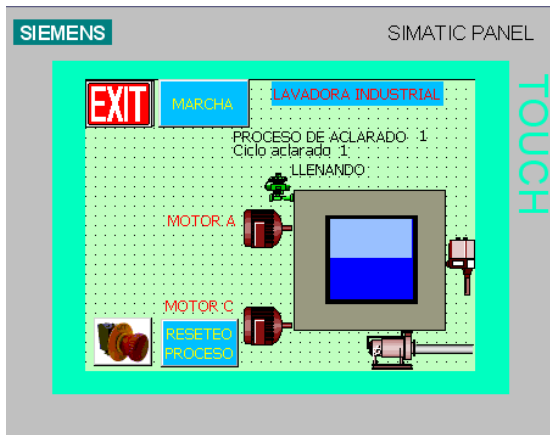 SIEMENS
SIMATIC PANEL
TOUCH
EXIT
MARCHA
LAVADORA INDUSTRIAL
PROCESO DE ACLARADO 1
Ciclo aclarado 1
LLENANDO
MOTOR A
MOTOR C
RESETEO
PROCESO